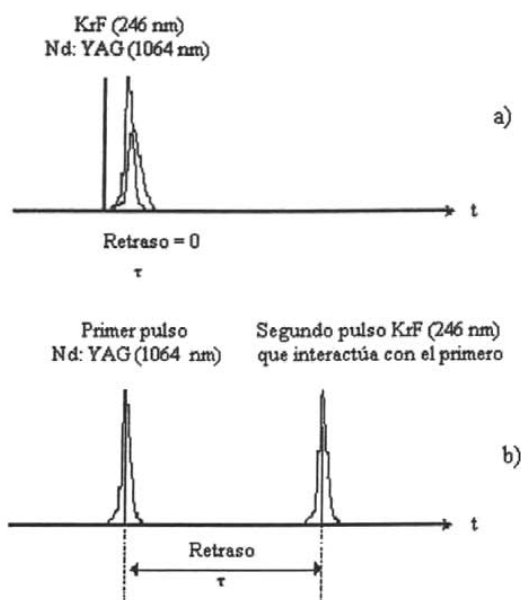 KrF (246 nm)
Nd: YAG (1064 nm)
a)
t
Retraso = 0
τ
Primer pulso
Nd: YAG (1064 nm)
Segundo pulso KrF (246 nm)
que interactúa con el primero
b)
t
Retraso
τ